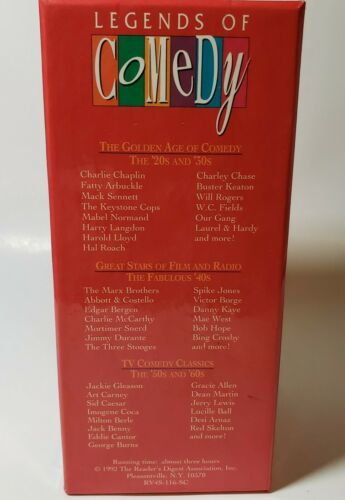 LEGENDS OF
COMEDY
THE GOLDEN AGE OF COMEDY
THE '20s AND '30s
Charlie Chaplin
Fatty Arbuckle
Mack Sennett
The Keystone Cops
Mabel Normand
Harry Langdon
Harold Lloyd
Hal Roach
Charley Chase
Buster Keaton
Will Rogers
W.C. Fields
Our Gang
Laurel & Hardy
and more!
GREAT STARS OF FILM AND RADIO
THE FABULOUS '40s
The Marx Brothers
Abbott & Costello
Edgar Bergen
Charlie McCarthy
Mortimer Snerd
Jimmy Durante
The Three Stooges
Spike Jones
Victor Borge
Danny Kaye
Mae West
Bob Hope
Bing Crosby
and more!
TV COMEDY CLASSICS
THE '50s AND '60s
Jackie Gleason
Art Carney
Sid Caesar
Imogene Coca
Milton Berle
Jack Benny
Eddie Cantor
George Burns
Gracie Allen
Dean Martin
Jerry Lewis
Lucille Ball
Desi Arnaz
Red Skelton
and more!
Running time: almost three hours
© 1992 The Reader's Digest Association, Inc.
Pleasantville, N.Y. 10570
RV4S-116-SC